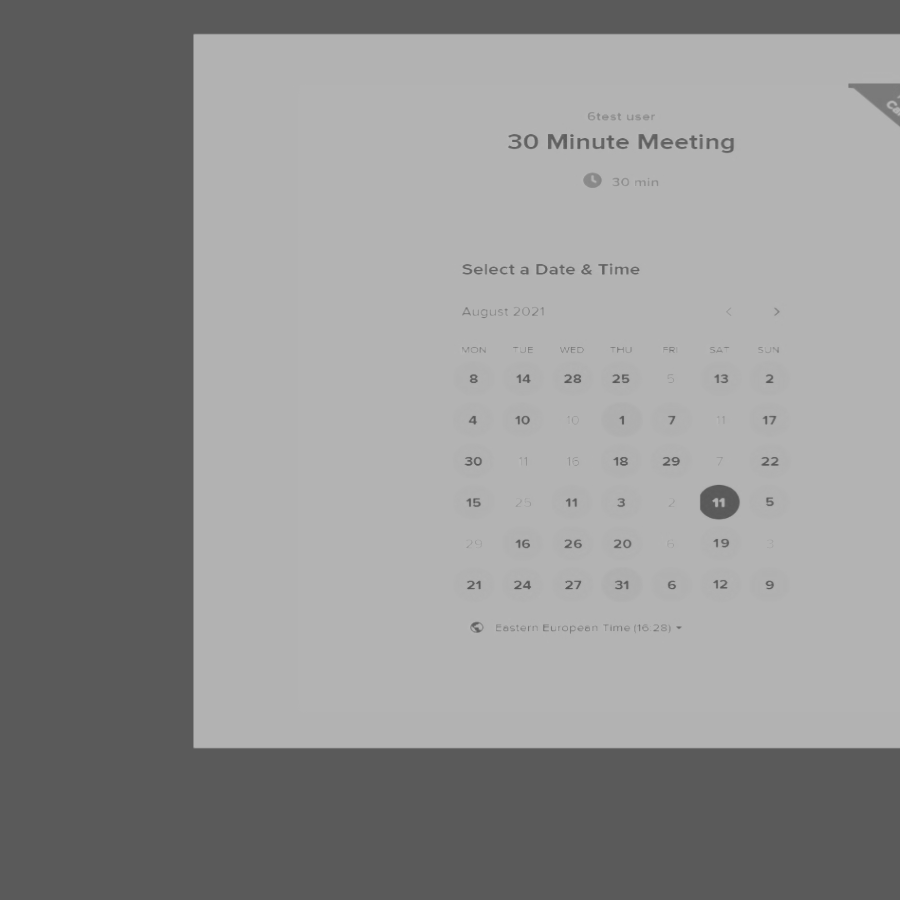 6test user
30 Minute Meeting
30 min
Select a Date & Time
August 2021
MON TUE WED THU FRI SAT SUN
8 14 28 25 5 13 2
4 10 10 1 7 11 17
30 11 18 29 7 22
15 25 11 3 2 11 5
29 16 26 20 6 19 3
21 24 27 31 6 12 9
Eastern European Time (16:28)